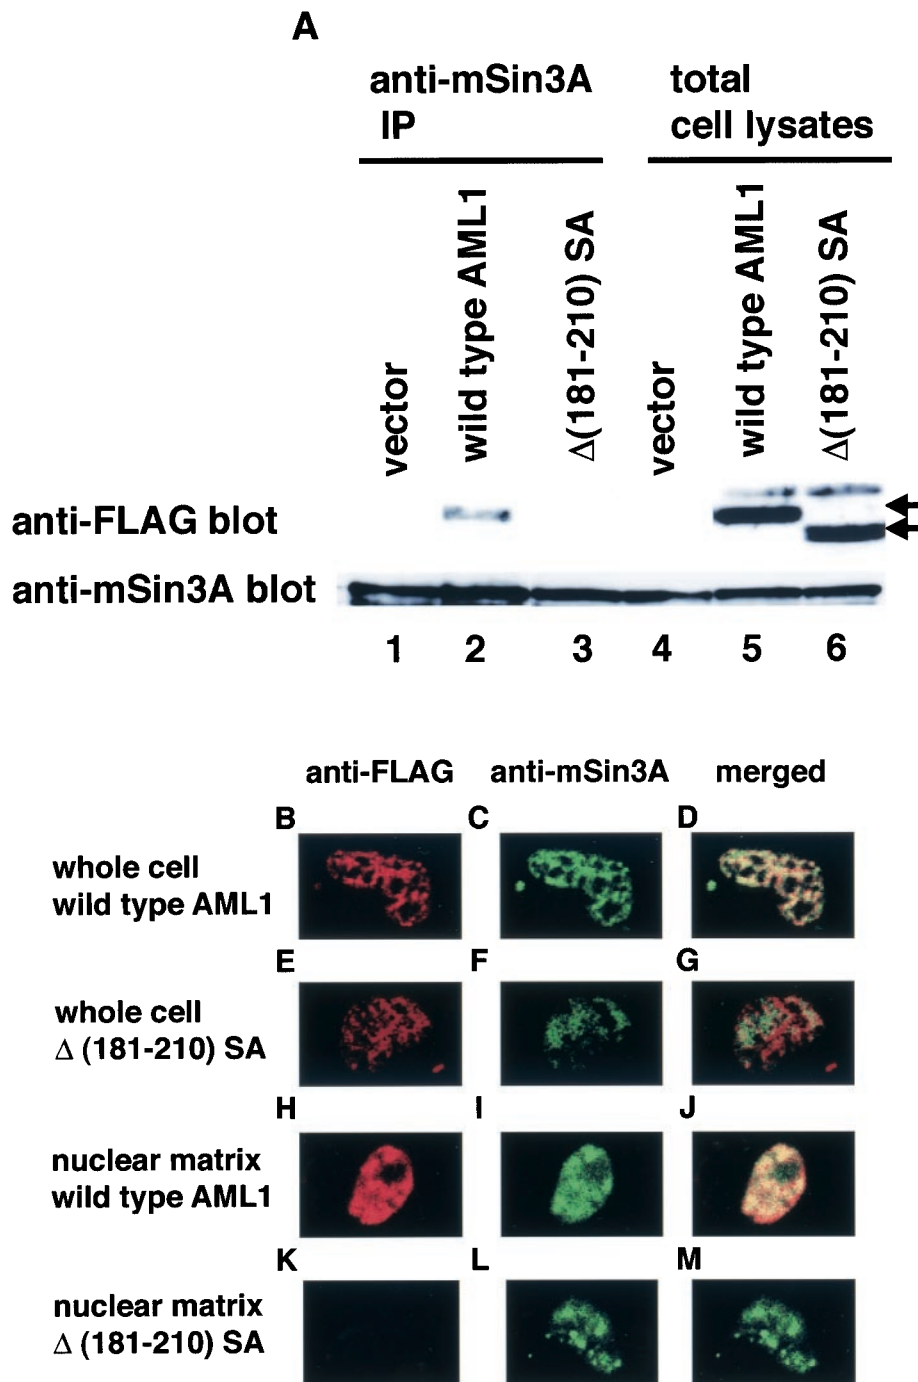 A
anti-mSin3A
IP
total
cell lysates
vector
wild type AML1
Δ(181-210) SA
vector
wild type AML1
Δ(181-210) SA
anti-FLAG blot
anti-mSin3A blot
1 2 3 4 5 6
anti-FLAG anti-mSin3A merged
B C D
whole cell
wild type AML1
E F G
whole cell
Δ (181-210) SA
H I J
nuclear matrix
wild type AML1
K L M
nuclear matrix
Δ (181-210) SA